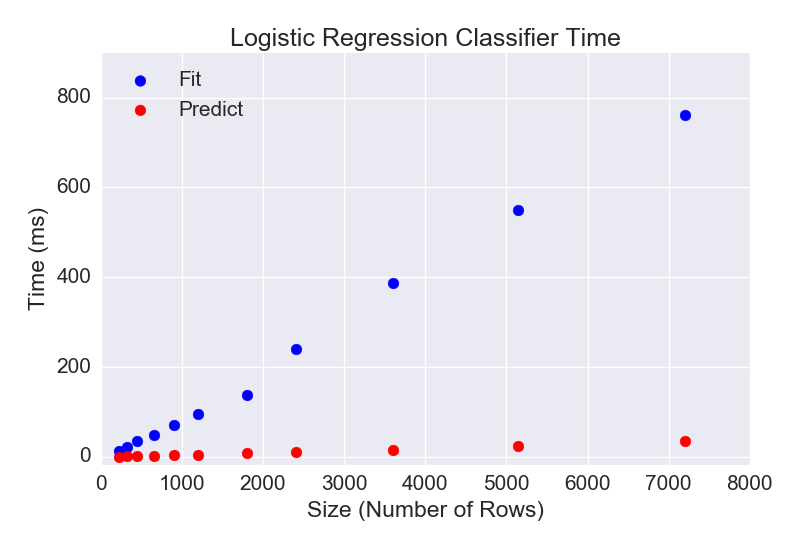 Logistic Regression Classifier Time
Fit
Predict
800
600
400
200
0
Time (ms)
0 1000 2000 3000 4000 5000 6000 7000 8000
Size (Number of Rows)